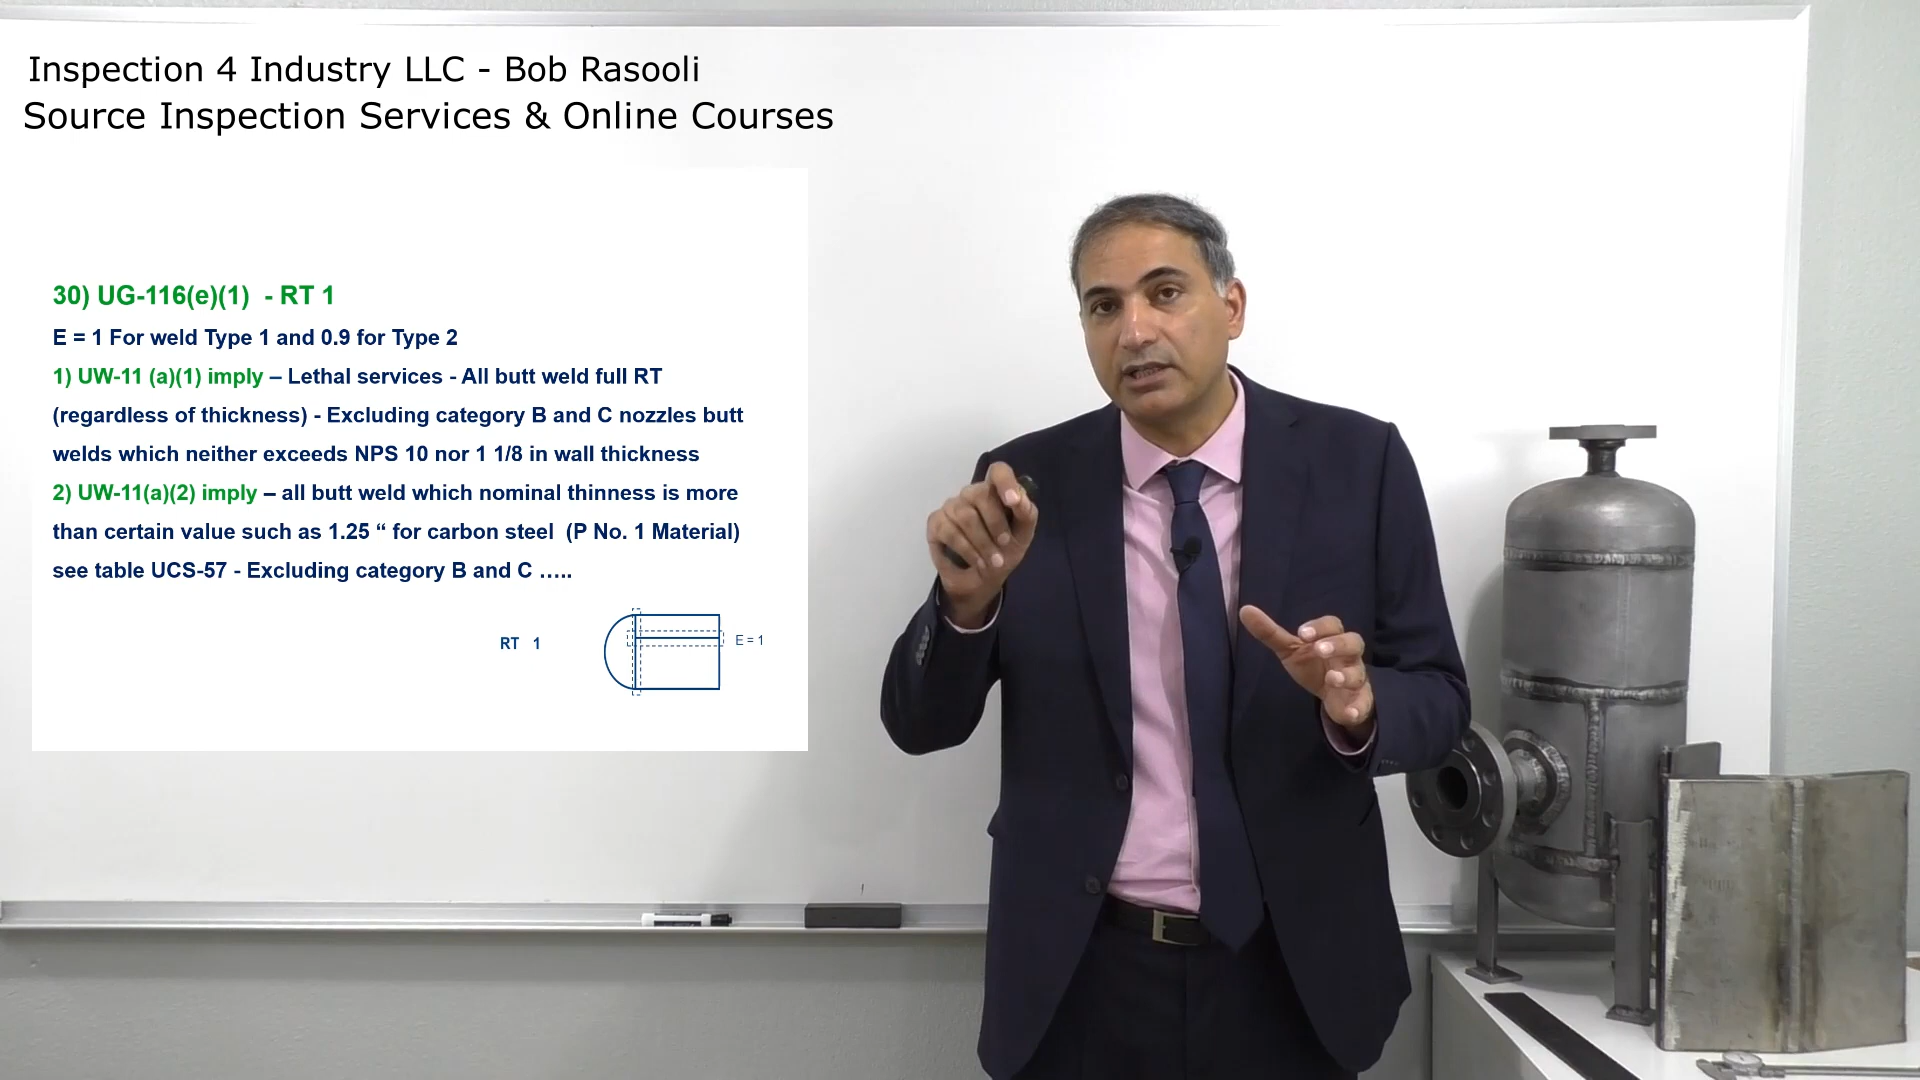 Inspection 4 Industry LLC - Bob Rasooli
Source Inspection Services & Online Courses
30) UG-116(e)(1) - RT 1
E = 1 For weld Type 1 and 0.9 for Type 2
1) UW-11 (a)(1) imply – Lethal services - All butt weld full RT
(regardless of thickness) - Excluding category B and C nozzles butt
welds which neither exceeds NPS 10 nor 1 1/8 in wall thickness
2) UW-11(a)(2) imply – all butt weld which nominal thinness is more
than certain value such as 1.25 “ for carbon steel (P No. 1 Material)
see table UCS-57 - Excluding category B and C …..
RT 1
E = 1